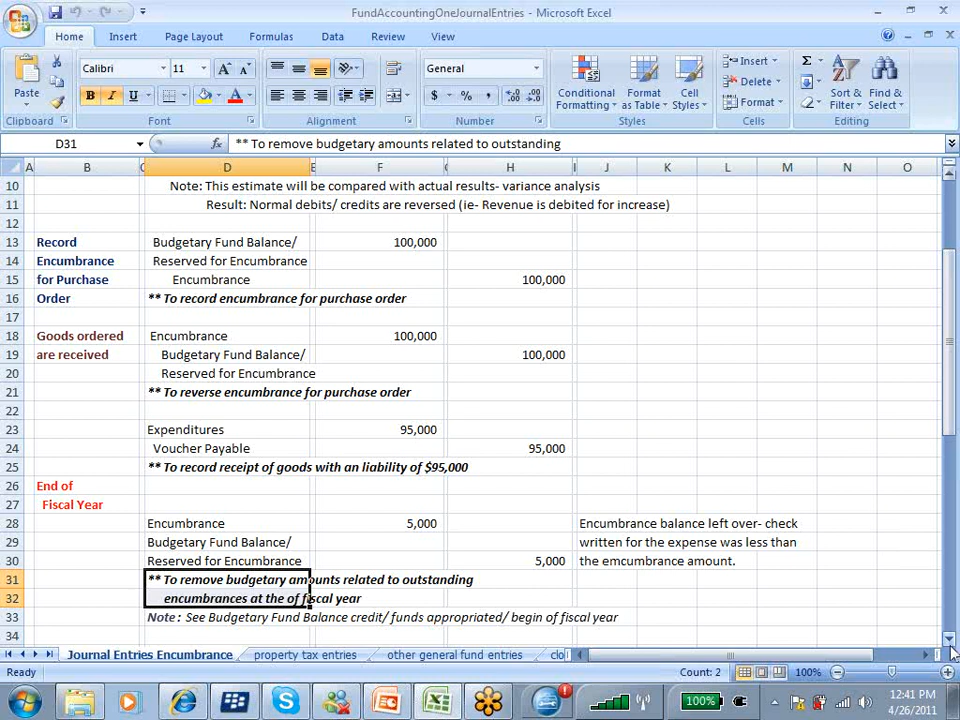 FundAccountingOneJournalEntries - Microsoft Excel
Home Insert Page Layout Formulas Data Review View
Paste
Calibri 11 A A
B I U A
General
$ % ,
Conditional Formatting
Format as Table
Cell Styles
Insert
Delete
Format
Σ
Sort & Filter
Find & Select
Clipboard Font Alignment Number Styles Cells Editing
D31 fx ** To remove budgetary amounts related to outstanding
A B C D E F G H I J K L M N O
10 Note: This estimate will be compared with actual results- variance analysis
11 Result: Normal debits/ credits are reversed (ie- Revenue is debited for increase)
12
13 Record Budgetary Fund Balance/ 100,000
14 Encumbrance Reserved for Encumbrance
15 for Purchase Encumbrance 100,000
16 Order ** To record encumbrance for purchase order
17
18 Goods ordered Encumbrance 100,000
19 are received Budgetary Fund Balance/ 100,000
20 Reserved for Encumbrance
21 ** To reverse encumbrance for purchase order
22
23 Expenditures 95,000
24 Voucher Payable 95,000
25 ** To record receipt of goods with an liability of $95,000
26 End of
27 Fiscal Year
28 Encumbrance 5,000 Encumbrance balance left over- check
29 Budgetary Fund Balance/ written for the expense was less than
30 Reserved for Encumbrance 5,000 the emcumbrance amount.
31 ** To remove budgetary amounts related to outstanding
32 encumbrances at the of fiscal year
33 Note: See Budgetary Fund Balance credit/ funds appropriated/ begin of fiscal year
34
Journal Entries Encumbrance property tax entries other general fund entries clo
Ready Count: 2 100%
100% 12:41 PM
4/26/2011